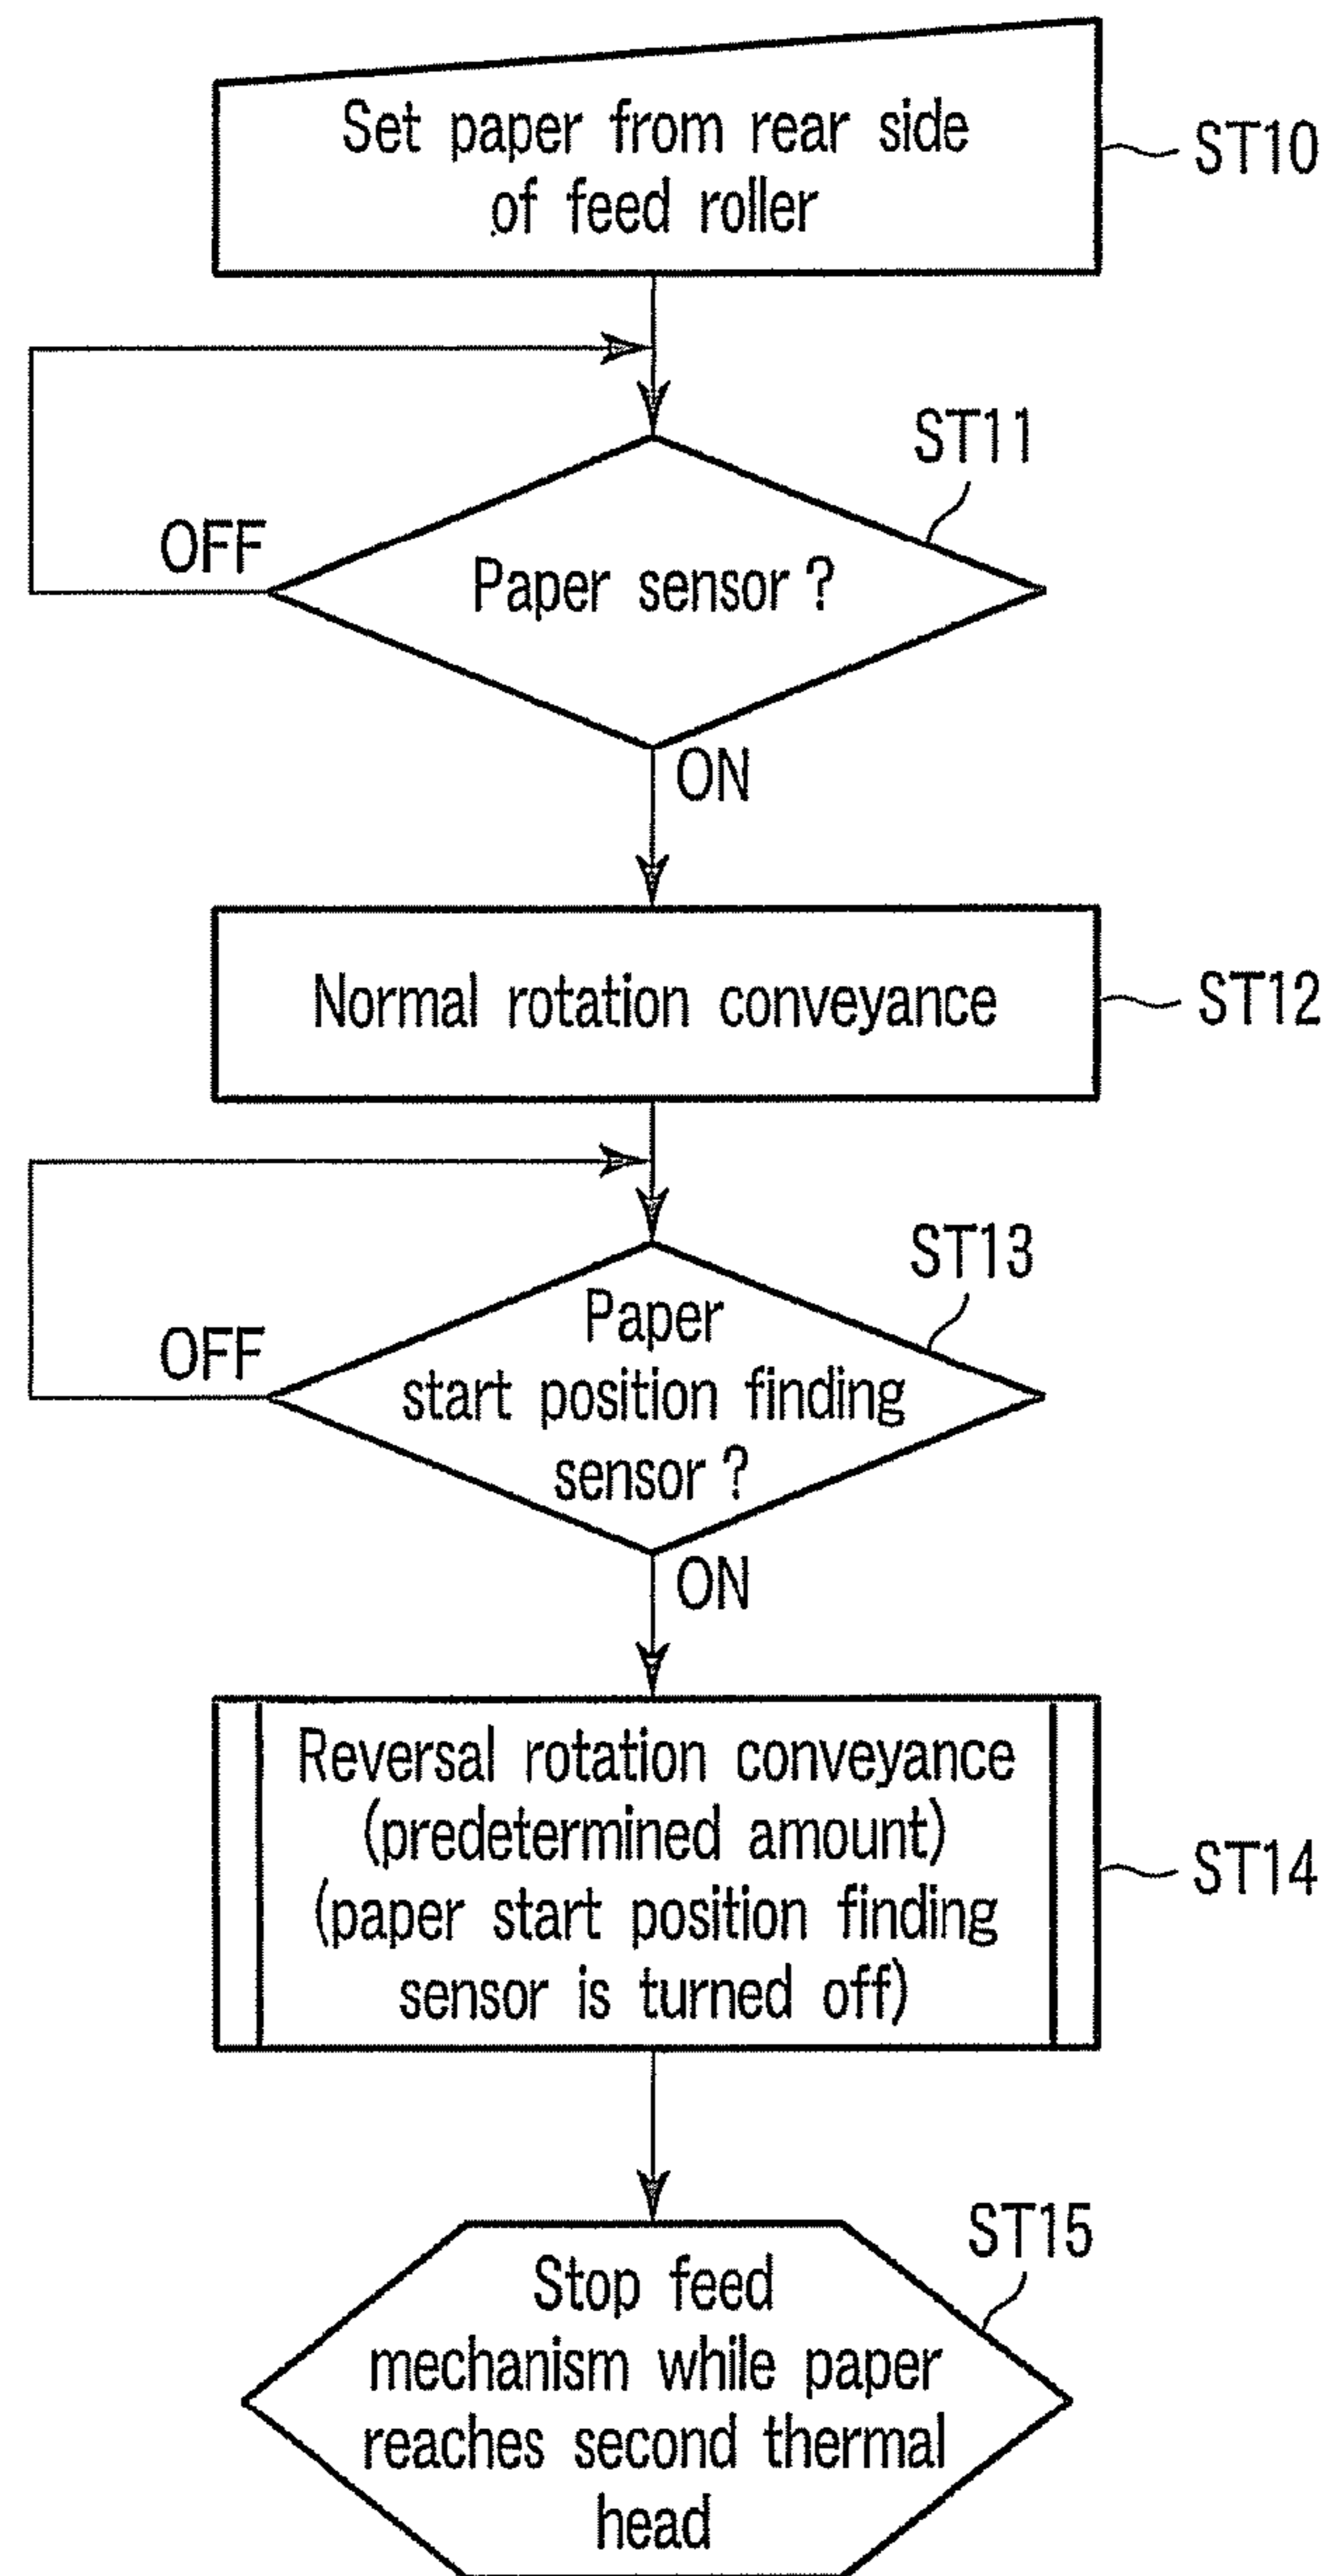 Set paper from rear side
of feed roller
ST10
ST11
OFF
Paper sensor ?
ON
Normal rotation conveyance
ST12
ST13
Paper
OFF
start position finding
sensor ?
ON
Reversal rotation conveyance
(predetermined amount)
(paper start position finding
sensor is turned off)
ST14
ST15
Stop feed
mechanism while paper
reaches second thermal
head